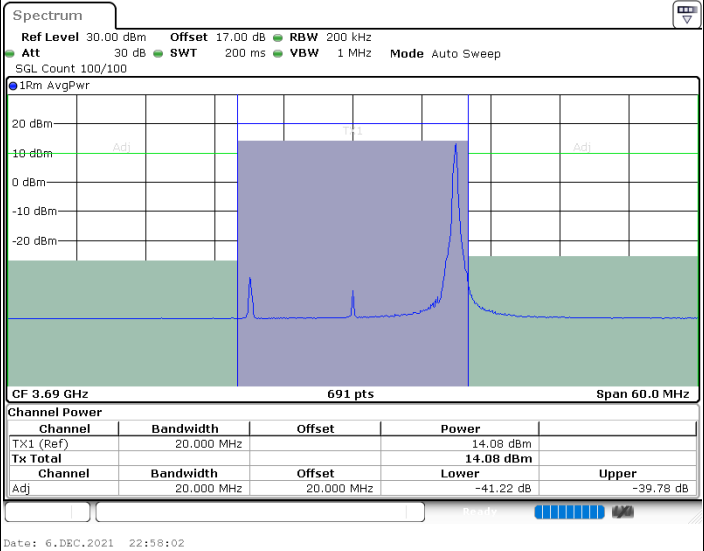 Spectrum
Ref Level 30.00 dBm Offset 17.00 dB RBW 200 kHz
Att 30 dB SWT 200 ms VBW 1 MHz Mode Auto Sweep
SGL Count 100/100
1Rm AvgPwr
20 dBm
TX1
Adj Adj
10 dBm
0 dBm
-10 dBm
-20 dBm
CF 3.69 GHz 691 pts Span 60.0 MHz
Channel Power
Channel Bandwidth Offset Power
TX1 (Ref) 20.000 MHz 14.08 dBm
Tx Total 14.08 dBm
Channel Bandwidth Offset Lower Upper
Adj 20.000 MHz 20.000 MHz -41.22 dB -39.78 dB
Ready
Date: 6.DEC.2021 22:58:02